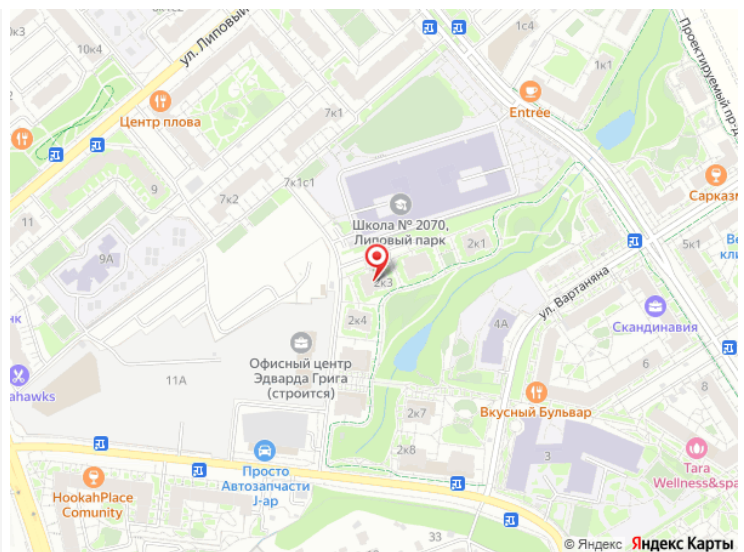 10к3
10к4
ул. Липовый
1с4
1к1
Проектируемый пр-д
Entrée
Центр плова
7к1
9
7к2
7к1с1
11
9А
Школа № 2070,
Липовый парк
2к1
Сарказм
5к1
2к3
ул. Вартаняна
2к4
4А
Скандинавия
Офисный центр
Эдварда Грига
(строится)
6
8
11А
ahawks
Вкусный Бульвар
2к7
2к8
3
Просто
Автозапчасти
J-ap
Tara
Wellness&spa
HookahPlace
Comunity
33
© Яндекс Яндекс Карты